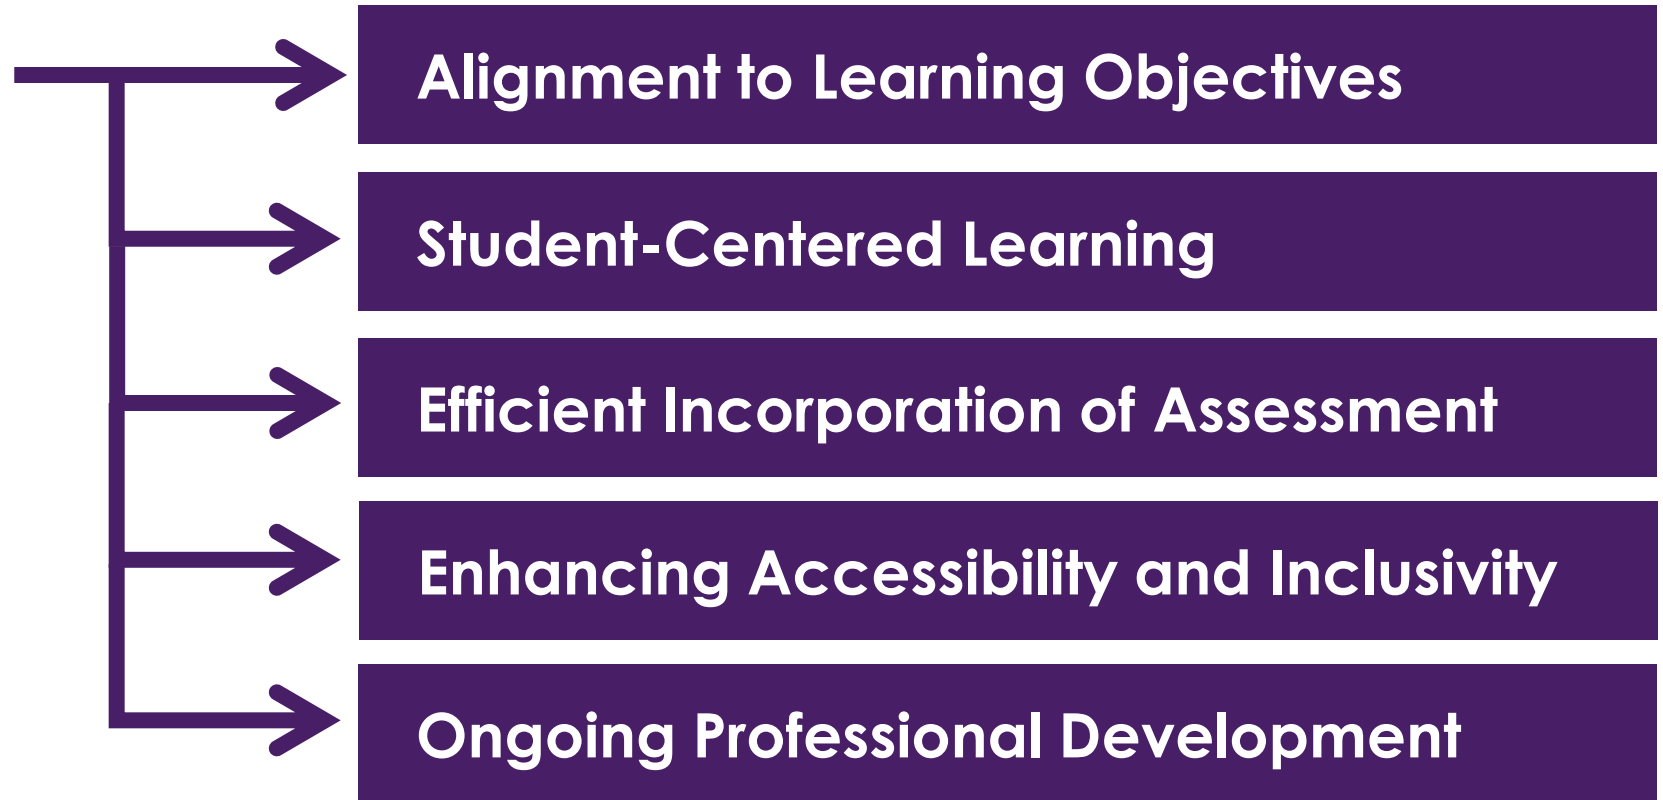 Alignment to Learning Objectives
Student-Centered Learning
Efficient Incorporation of Assessment
Enhancing Accessibility and Inclusivity
Ongoing Professional Development